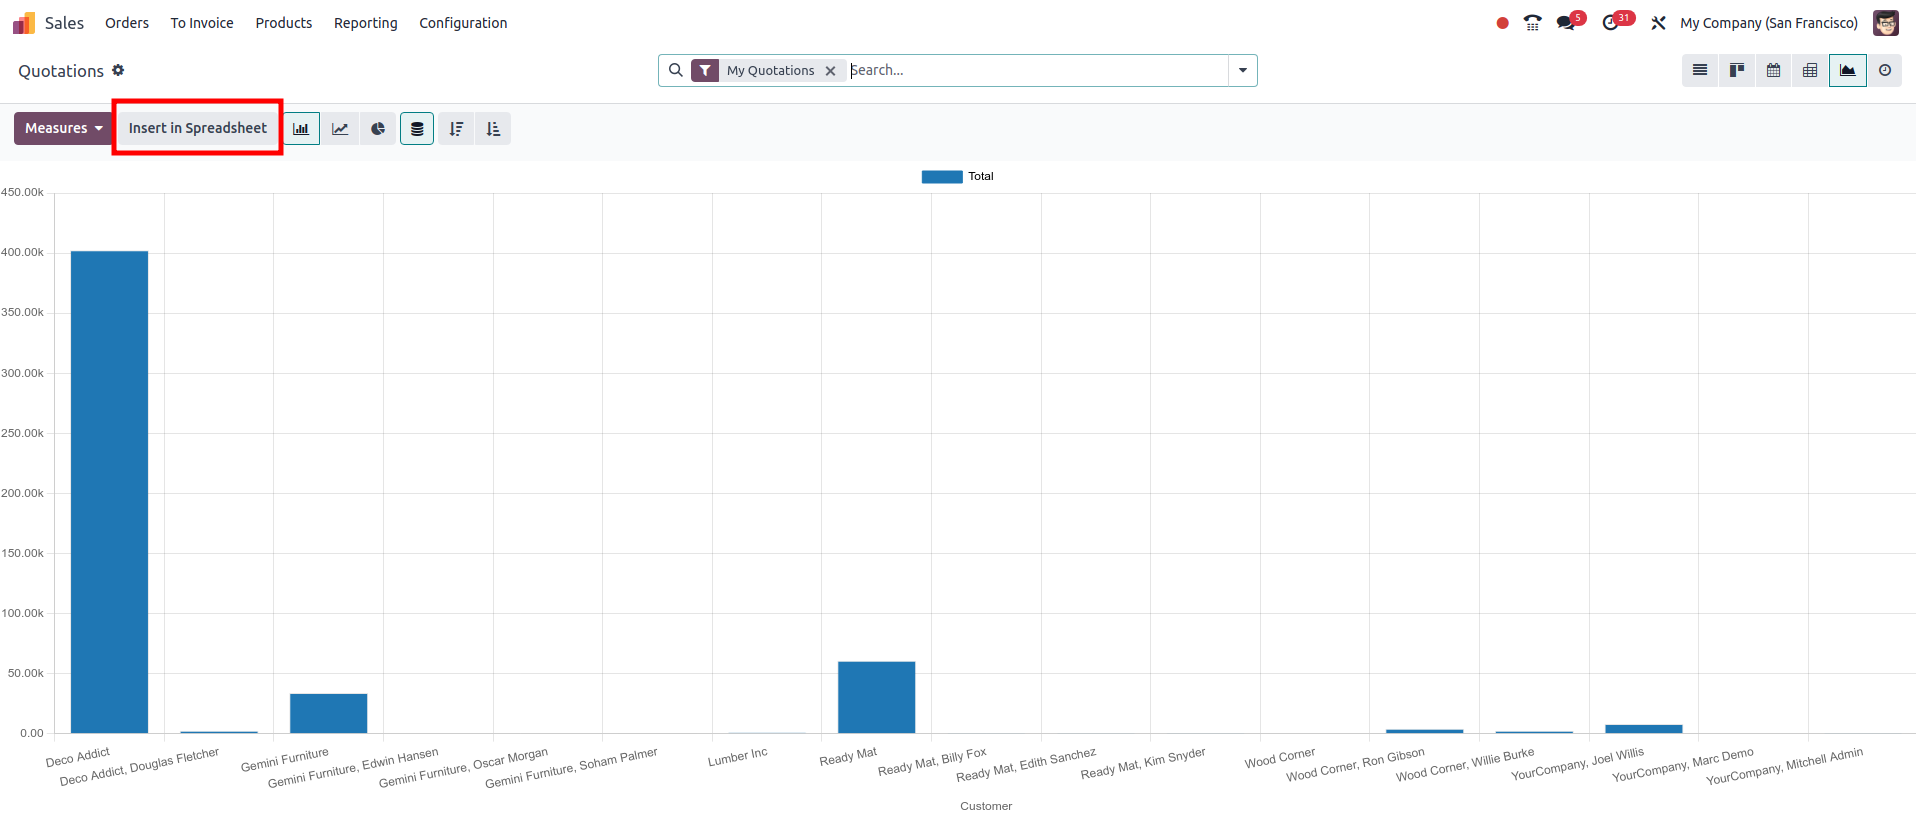 Sales Orders To Invoice Products Reporting Configuration 5 31 My Company (San Francisco)
Quotations My Quotations Search...
Measures Insert in Spreadsheet
Total
450.00k
400.00k
350.00k
300.00k
250.00k
200.00k
150.00k
100.00k
50.00k
0.00
Deco Addict
Deco Addict, Douglas Fletcher
Gemini Furniture
Gemini Furniture, Edwin Hansen
Gemini Furniture, Oscar Morgan
Gemini Furniture, Soham Palmer
Lumber Inc
Ready Mat
Ready Mat, Billy Fox
Ready Mat, Edith Sanchez
Ready Mat, Kim Snyder
Wood Corner
Wood Corner, Ron Gibson
Wood Corner, Willie Burke
YourCompany, Joel Willis
YourCompany, Marc Demo
YourCompany, Mitchell Admin
Customer